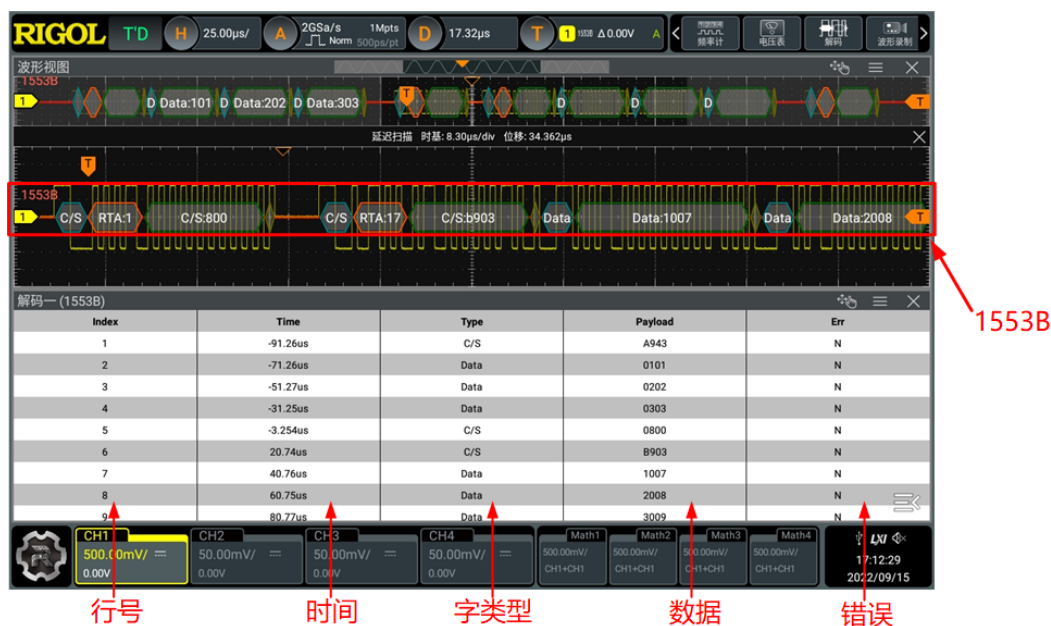 RIGOL T'D H 25.00μs/ A 2GSa/s 1Mpts D 17.32μs T 1 1553B Δ 0.00V A < 频率计 电压表 解码 波形录制 >
Norm 500ps/pt
波形视图
1553B
1 D Data:101 D Data:202 D Data:303 T D D D T
延迟扫描 时基: 8.30μs/div 位移: 34.362μs
T
1553B
1 C/S RTA:1 C/S:800 C/S RTA:17 C/S:b903 Data Data:1007 Data Data:2008 T
解码一 (1553B)
1553B
Index Time Type Payload Err
1 -91.26us C/S A943 N
2 -71.26us Data 0101 N
3 -51.27us Data 0202 N
4 -31.25us Data 0303 N
5 -3.254us C/S 0800 N
6 20.74us C/S B903 N
7 40.76us Data 1007 N
8 60.75us Data 2008 N
9 80.77us Data 3009 N
CH1 CH2 CH3 CH4 Math1 Math2 Math3 Math4 LXI
500.00mV/ 50.00mV/ 50.00mV/ 50.00mV/ 500.00mV/ 500.00mV/ 500.00mV/ 500.00mV/ 17:12:29
0.00V 0.00V 0.00V 0.00V CH1+CH1 CH1+CH1 CH1+CH1 CH1+CH1 2022/09/15
行号 时间 字类型 数据 错误